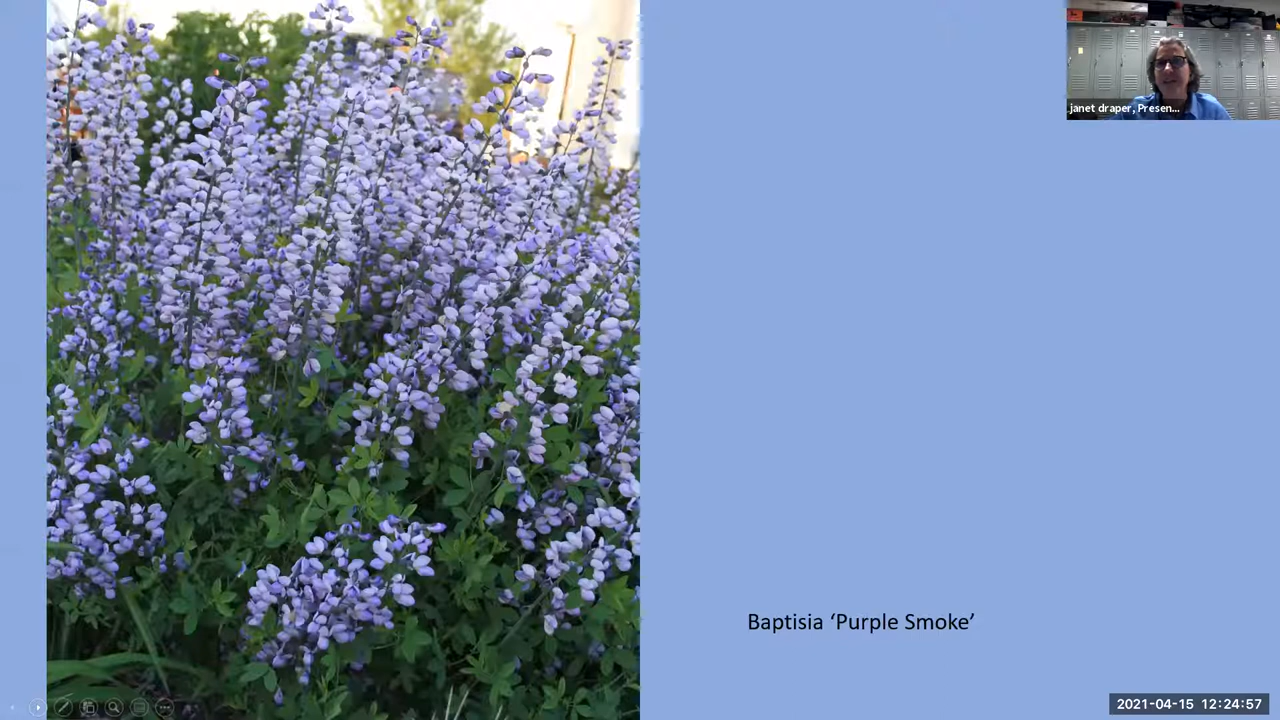 janet draper, Presen...
Baptisia ‘Purple Smoke’
2021-04-15 12:24:57